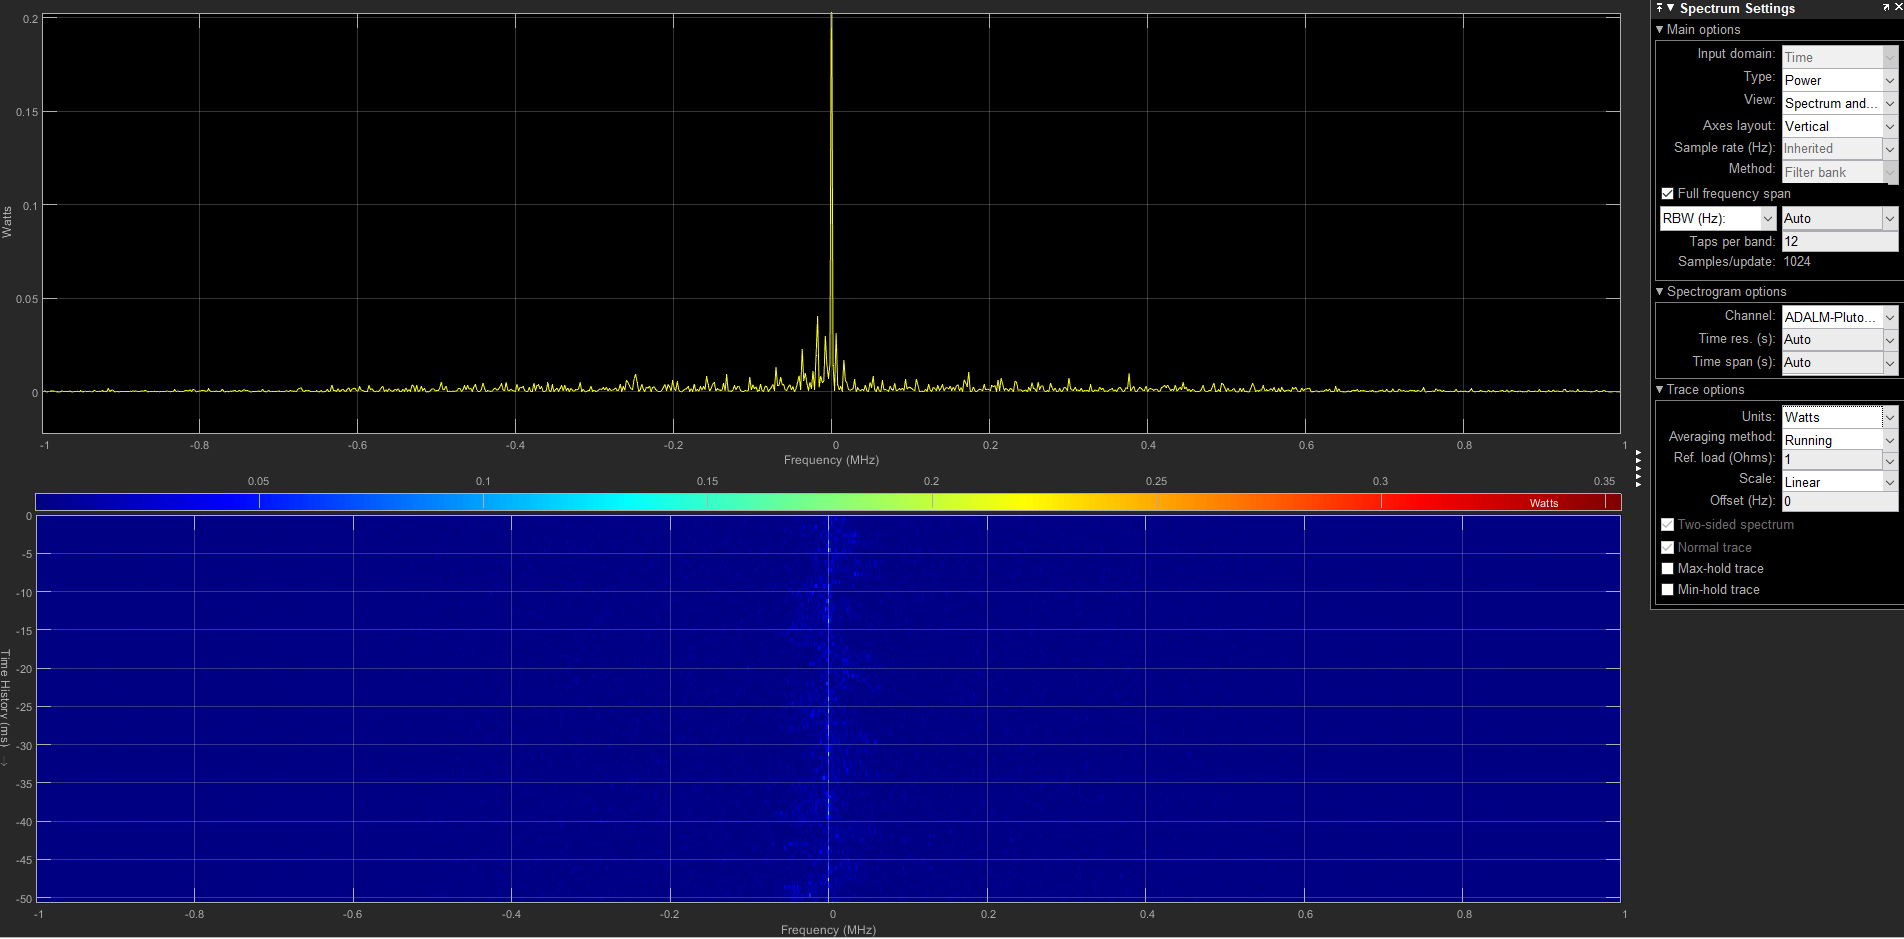 0.2
0.15
0.1
0.05
0
Watts
-1 -0.8 -0.6 -0.4 -0.2 0 0.2 0.4 0.6 0.8 1
Frequency (MHz)
0.05 0.1 0.15 0.2 0.25 0.3 0.35
Watts
0
-5
-10
-15
-20
-25
-30
-35
-40
-45
-50
Time History (ms) →
-1 -0.8 -0.6 -0.4 -0.2 0 0.2 0.4 0.6 0.8 1
Frequency (MHz)
Spectrum Settings
Main options
Input domain: Time
Type: Power
View: Spectrum and...
Axes layout: Vertical
Sample rate (Hz): Inherited
Method: Filter bank
Full frequency span
RBW (Hz): Auto
Taps per band: 12
Samples/update: 1024
Spectrogram options
Channel: ADALM-Pluto...
Time res. (s): Auto
Time span (s): Auto
Trace options
Units: Watts
Averaging method: Running
Ref. load (Ohms): 1
Scale: Linear
Offset (Hz): 0
Two-sided spectrum
Normal trace
Max-hold trace
Min-hold trace